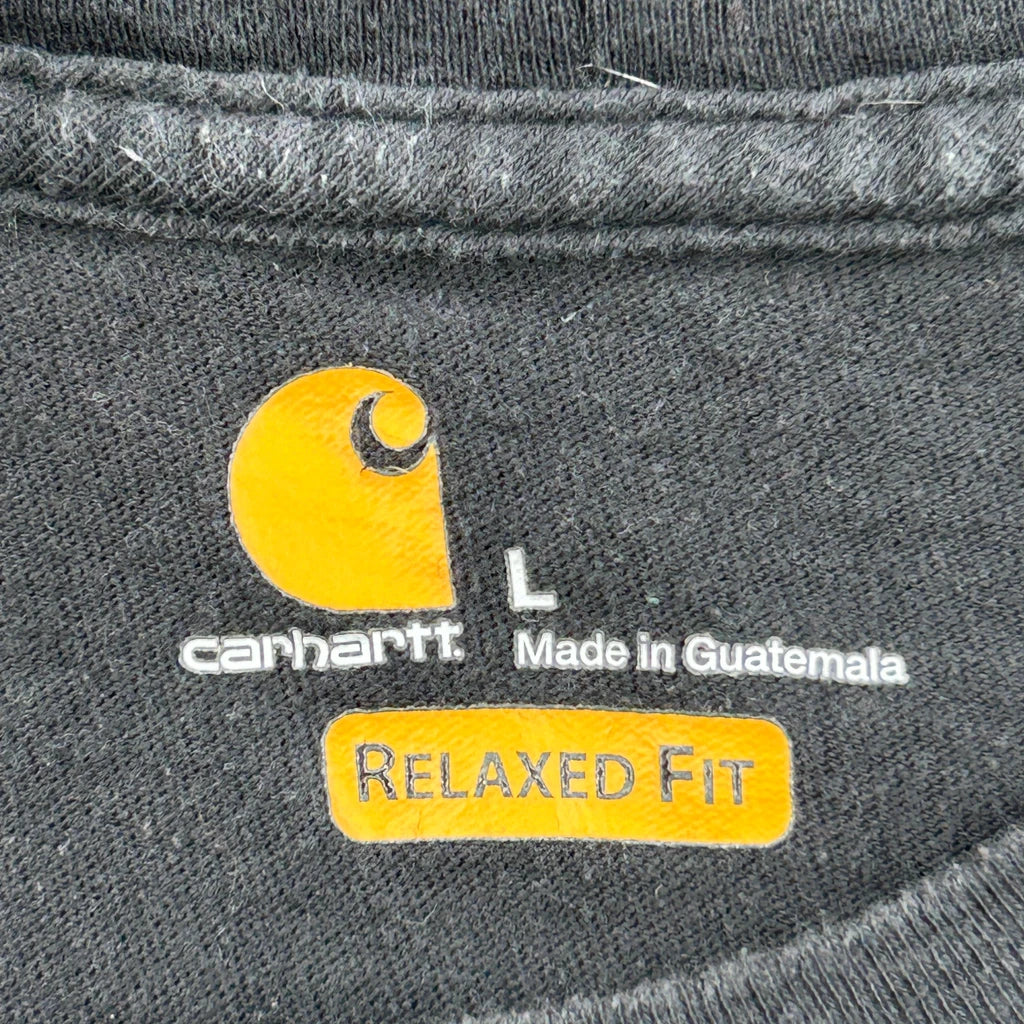 L
carhartt
Made in Guatemala
RELAXED FIT